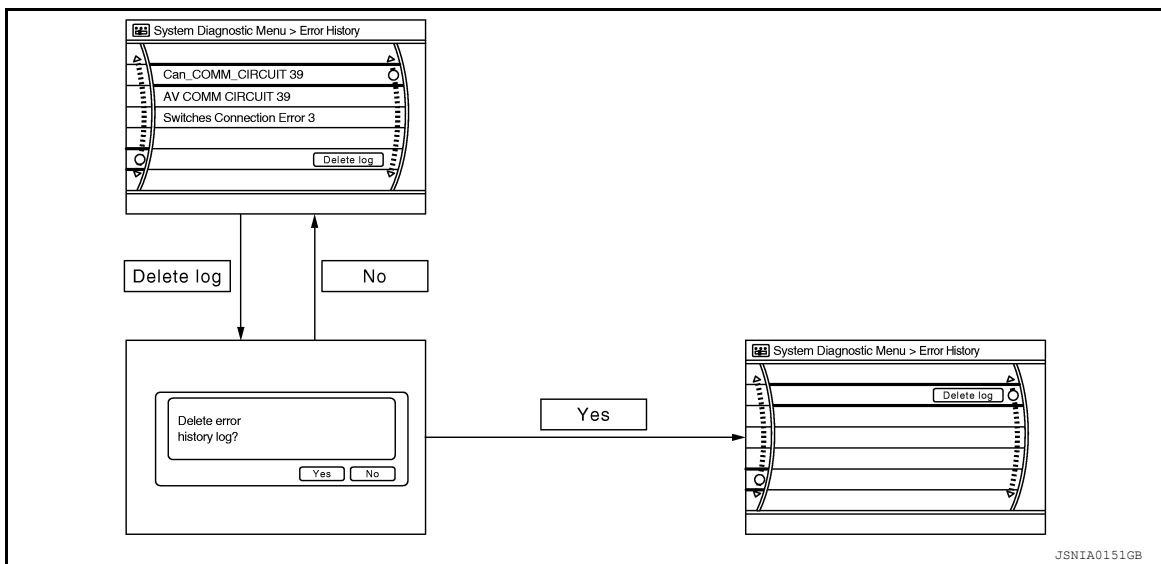 System Diagnostic Menu > Error History
Can_COMM_CIRCUIT 39
AV COMM CIRCUIT 39
Switches Connection Error 3
Delete log
Delete log
No
Delete error
history log?
Yes No
Yes
System Diagnostic Menu > Error History
Delete log
JSNIA0151GB